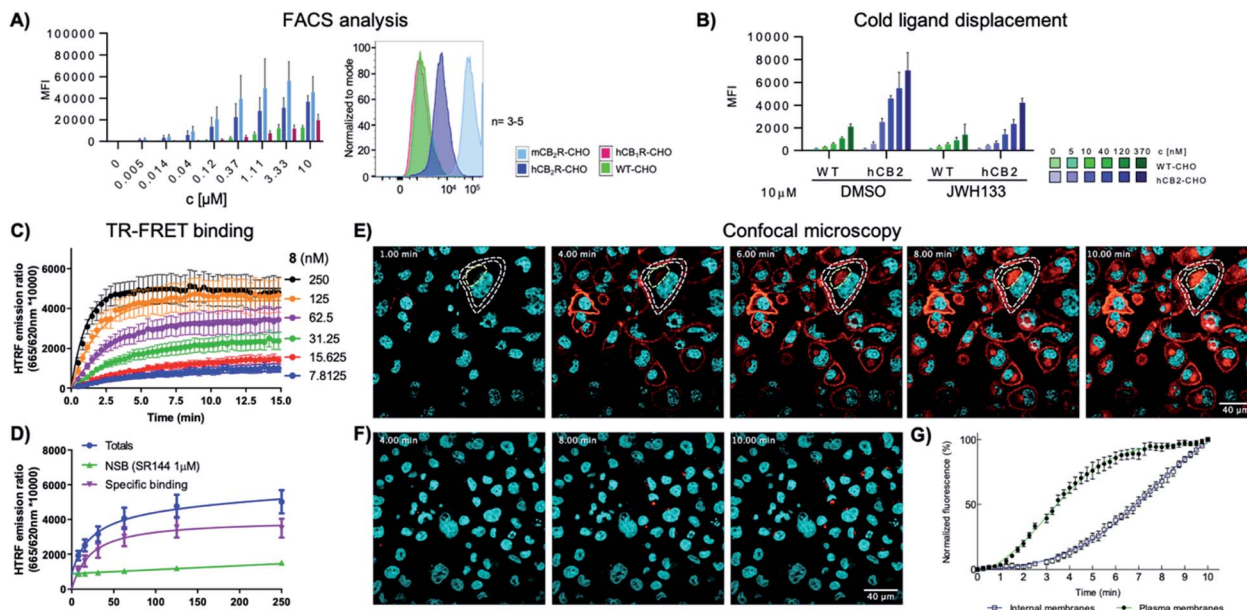 A)
FACS analysis
100000
80000
60000
40000
20000
0
MFI
0
0.005
0.014
0.04
0.12
0.37
1.11
3.33
10
c [µM]
100
80
60
40
20
0
Normalized to mode
0
10⁴
10⁵
n= 3-5
mCB₂R-CHO
hCB₁R-CHO
hCB₂R-CHO
WT-CHO
B)
Cold ligand displacement
10000
8000
6000
4000
2000
0
MFI
WT
hCB2
WT
hCB2
10µM
DMSO
JWH133
0 5 10 40 120 370 c [nM]
WT-CHO
hCB2-CHO
C)
TR-FRET binding
HTRF emission ratio
(665/620nm *10000)
6000
4000
2000
0
0.0 2.5 5.0 7.5 10.0 12.5 15.0
Time (min)
8 (nM)
250
125
62.5
31.25
15.625
7.8125
D)
HTRF emission ratio
(665/620nm *10000)
8000
6000
4000
2000
0
0 50 100 150 200 250
Totals
NSB (SR144 1µM)
Specific binding
E)
Confocal microscopy
1.00 min
4.00 min
6.00 min
8.00 min
10.00 min
40 µm
F)
4.00 min
8.00 min
10.00 min
40 µm
G)
Normalized fluorescence (%)
100
50
0
0 1 2 3 4 5 6 7 8 9 10
Time (min)
Internal membranes
Plasma membranes